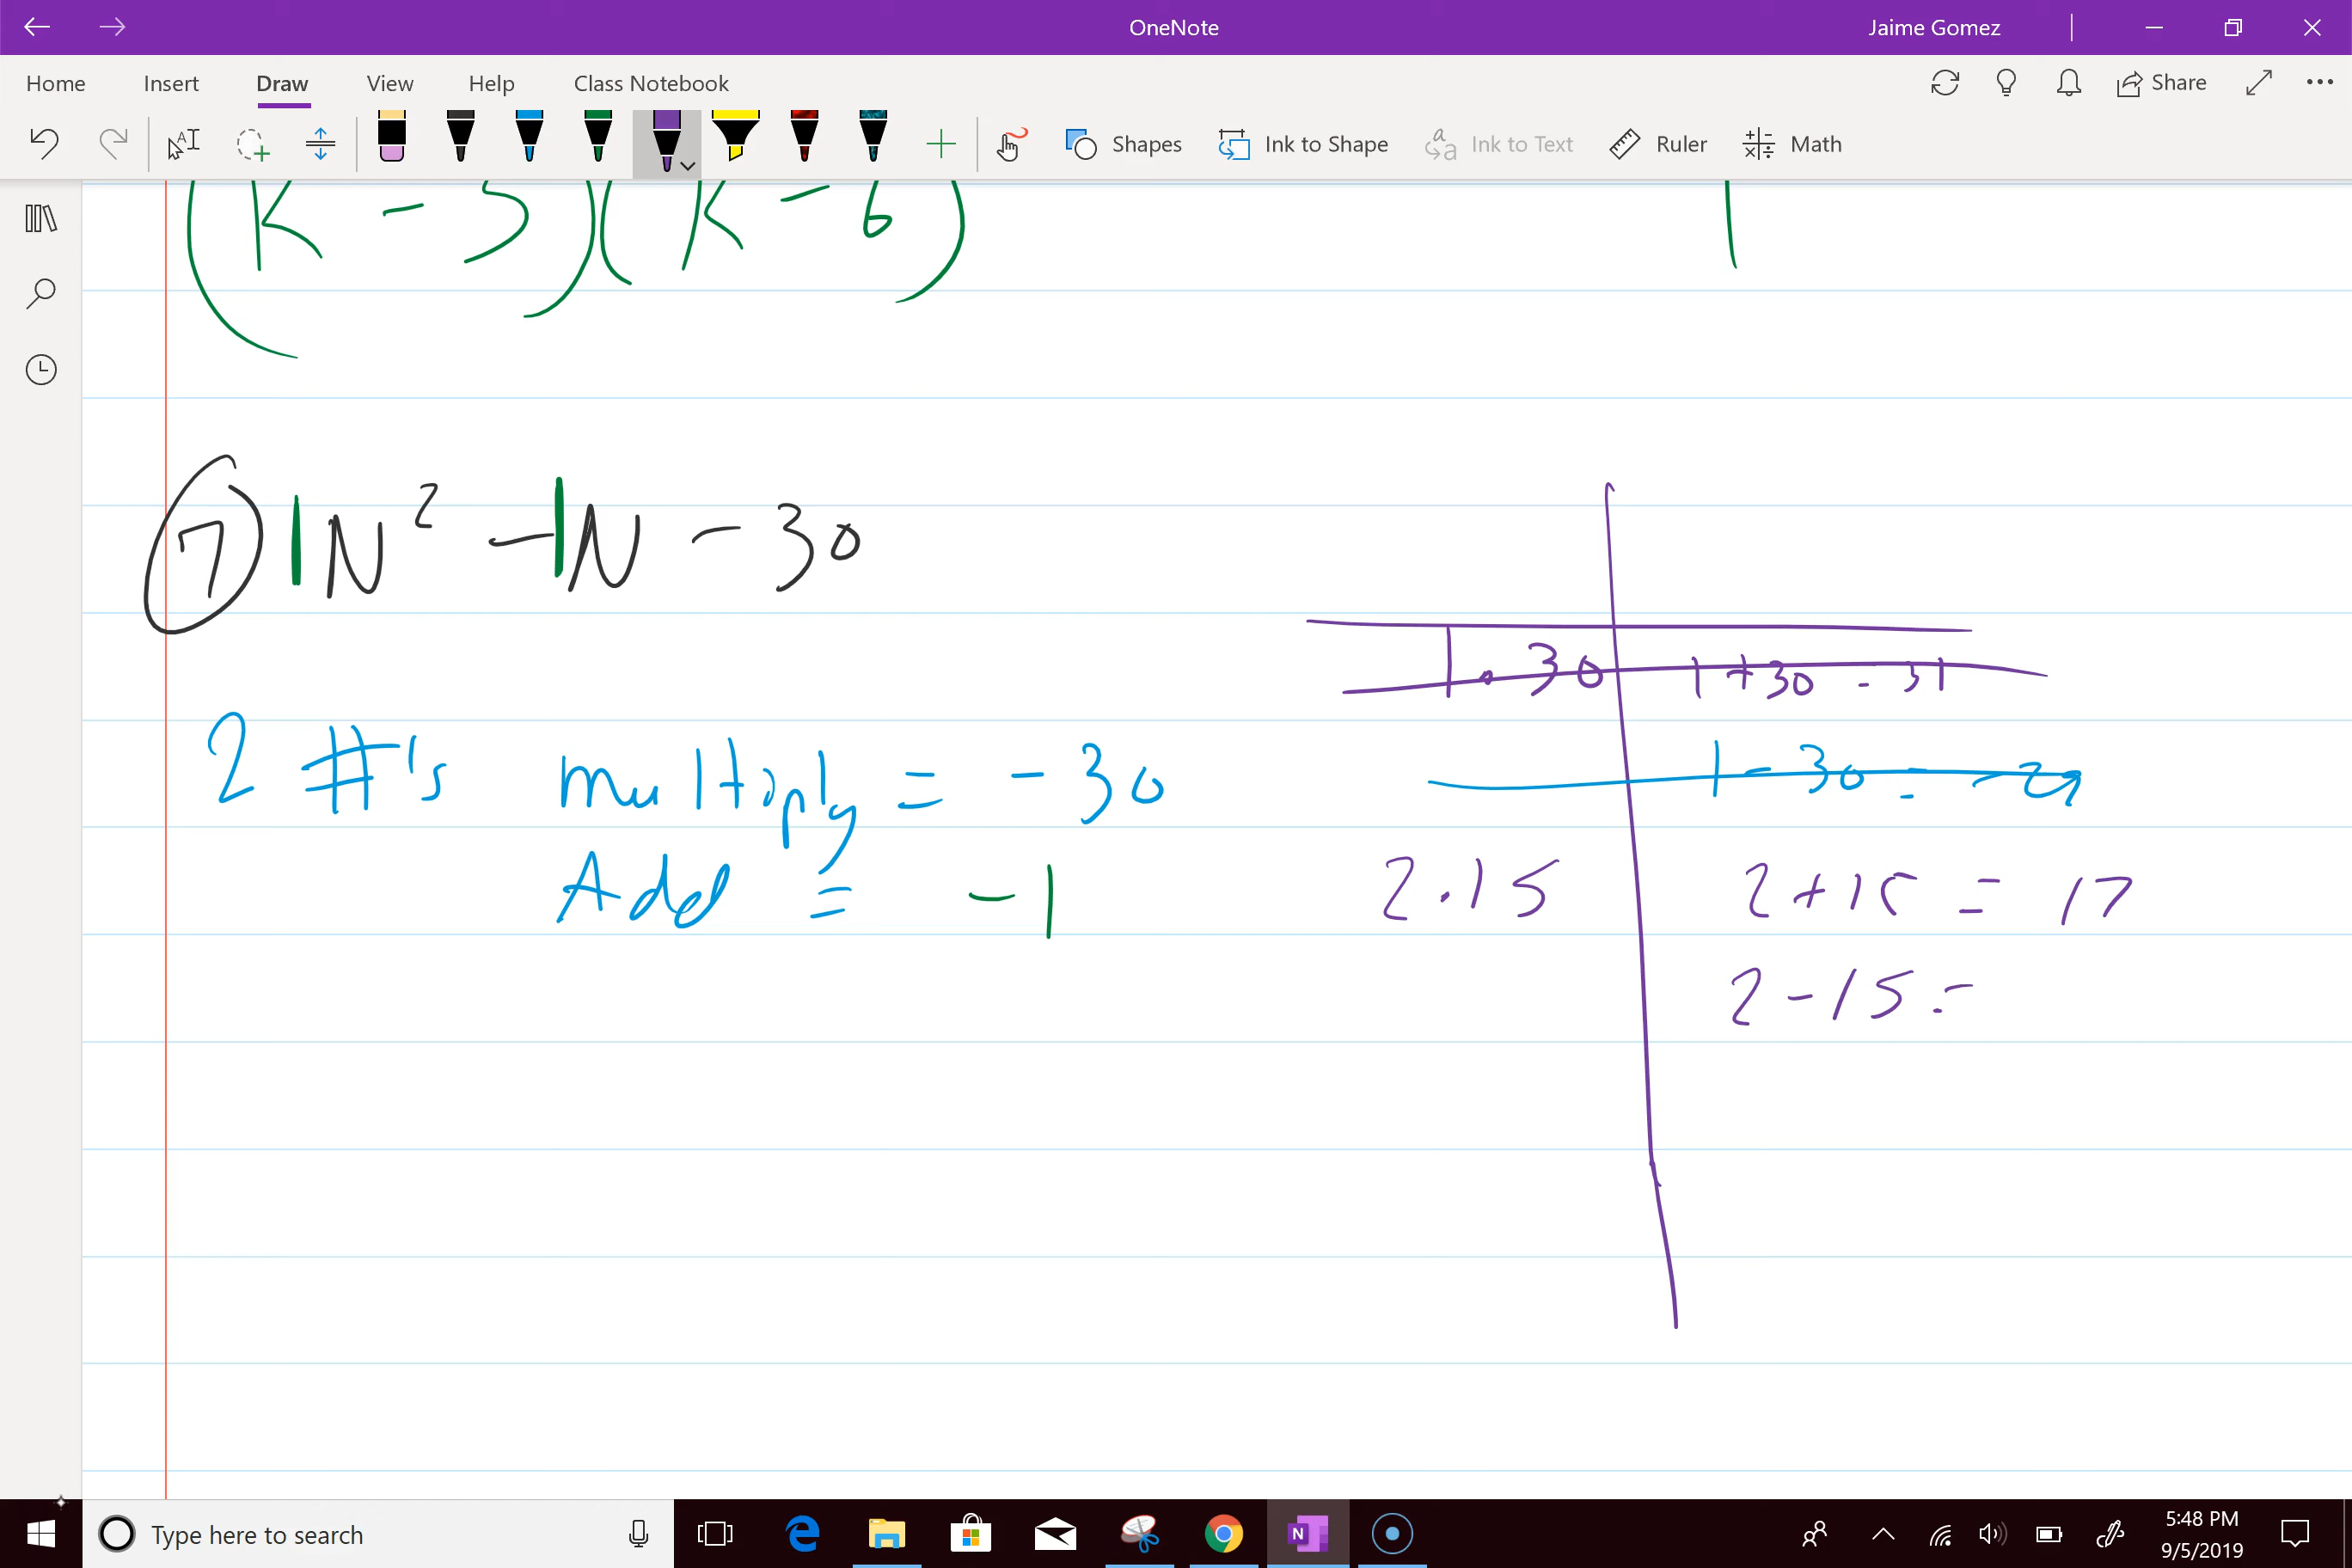 OneNote
Jaime Gomez
Home Insert Draw View Help Class Notebook
Share
Shapes Ink to Shape Ink to Text Ruler Math
(K - 5)(K - 6)
7 1N² - 1N - 30
1 . 30 1 + 30 = 31
2 #'s multiply = -30
1 - 30 = -29
Add = -1
2 . 15 2 + 15 = 17
2 - 15 =
Type here to search
5:48 PM
9/5/2019